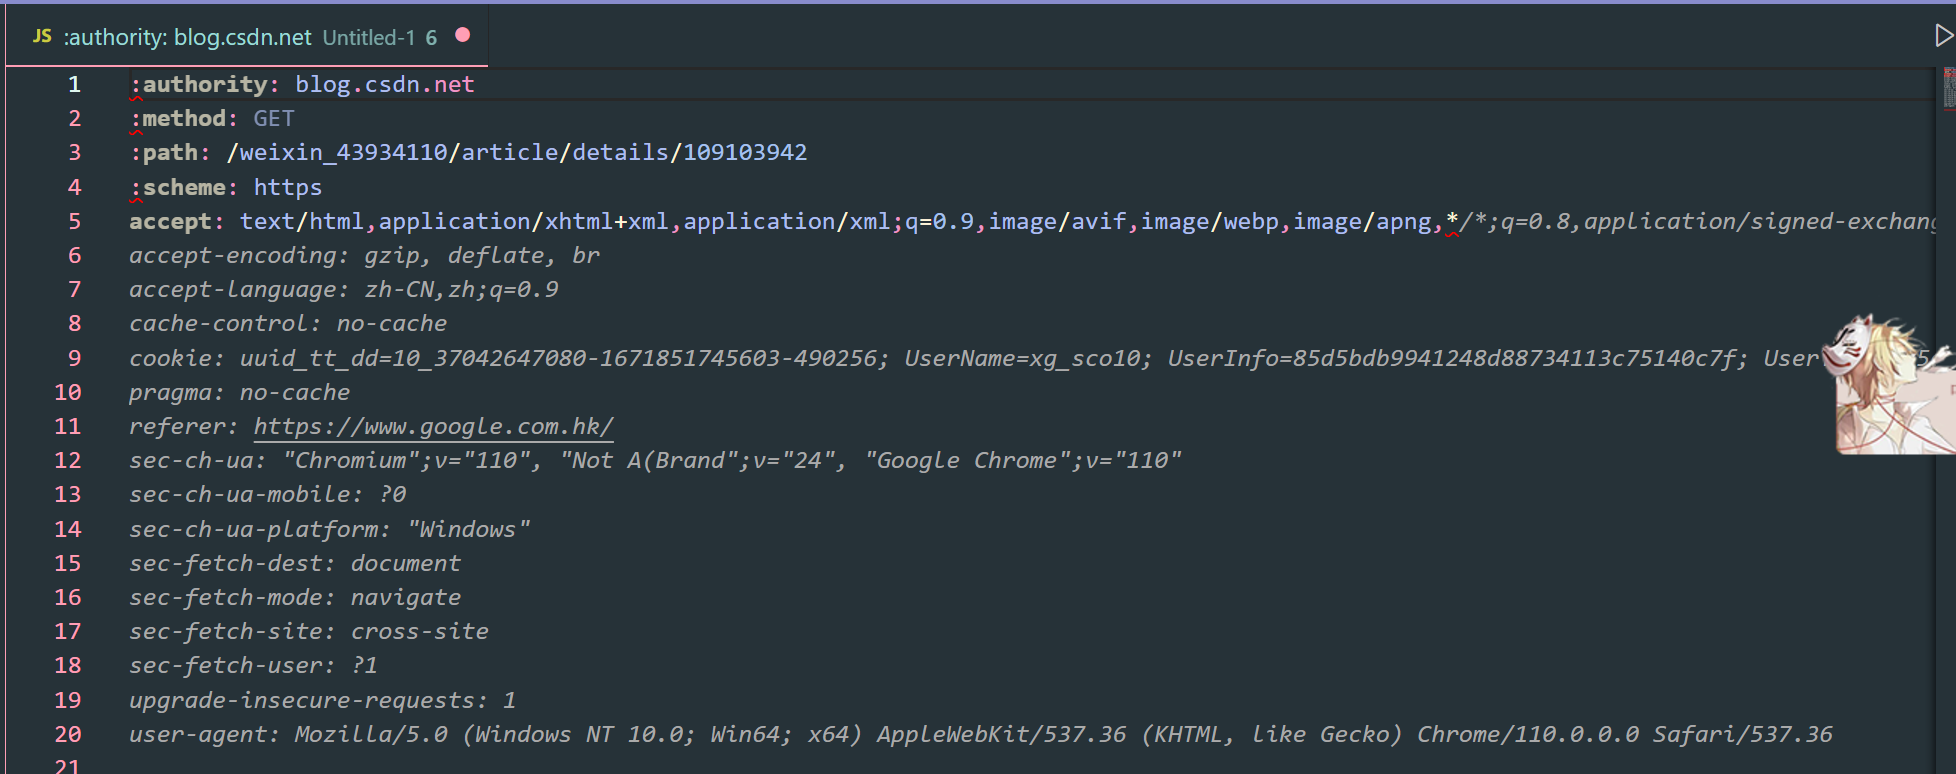 JS :authority: blog.csdn.net Untitled-1 6
1 :authority: blog.csdn.net
2 :method: GET
3 :path: /weixin_43934110/article/details/109103942
4 :scheme: https
5 accept: text/html,application/xhtml+xml,application/xml;q=0.9,image/avif,image/webp,image/apng,*/*;q=0.8,application/signed-exchang
6 accept-encoding: gzip, deflate, br
7 accept-language: zh-CN,zh;q=0.9
8 cache-control: no-cache
9 cookie: uuid_tt_dd=10_37042647080-1671851745603-490256; UserName=xg_sco10; UserInfo=85d5bdb9941248d88734113c75140c7f; User
10 pragma: no-cache
11 referer: https://www.google.com.hk/
12 sec-ch-ua: "Chromium";v="110", "Not A(Brand";v="24", "Google Chrome";v="110"
13 sec-ch-ua-mobile: ?0
14 sec-ch-ua-platform: "Windows"
15 sec-fetch-dest: document
16 sec-fetch-mode: navigate
17 sec-fetch-site: cross-site
18 sec-fetch-user: ?1
19 upgrade-insecure-requests: 1
20 user-agent: Mozilla/5.0 (Windows NT 10.0; Win64; x64) AppleWebKit/537.36 (KHTML, like Gecko) Chrome/110.0.0.0 Safari/537.36
21